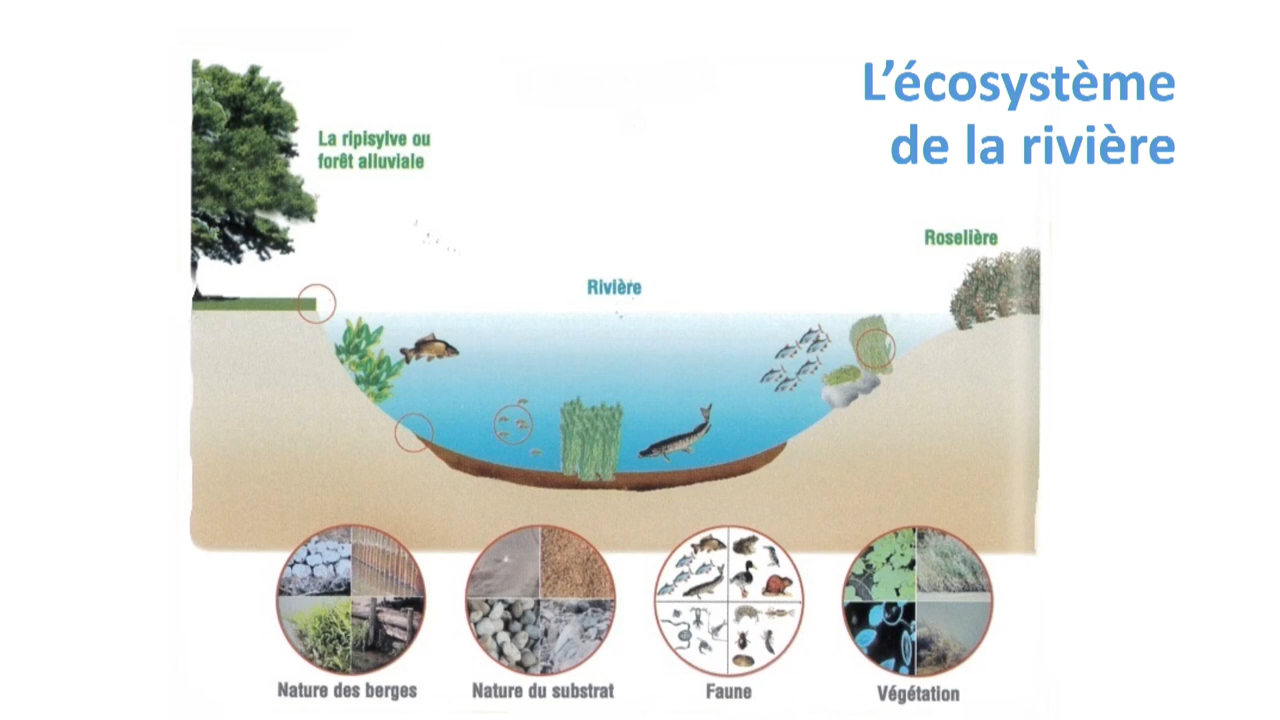 L'écosystème
de la rivière
La ripisylve ou
forêt alluviale
Roselière
Rivière
Nature des berges
Nature du substrat
Faune
Végétation